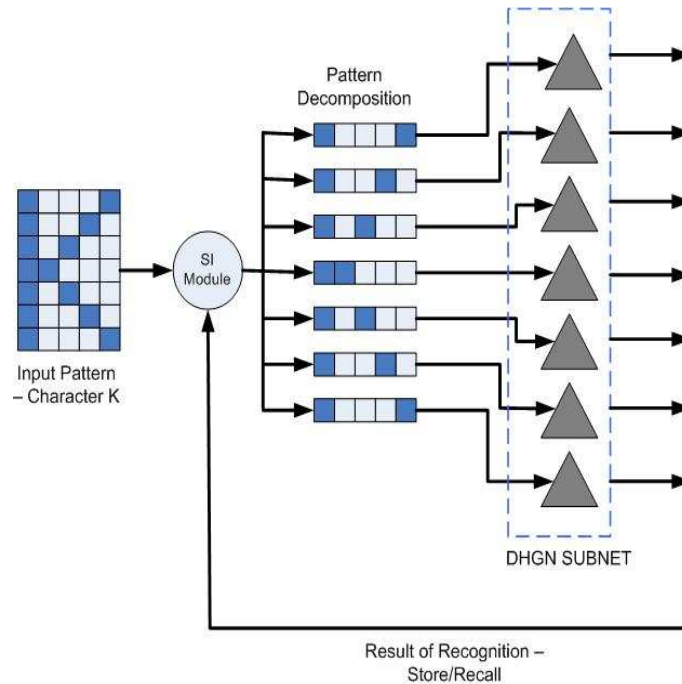 Pattern
Decomposition
SI
Module
Input Pattern
– Character K
DHGN SUBNET
Result of Recognition –
Store/Recall